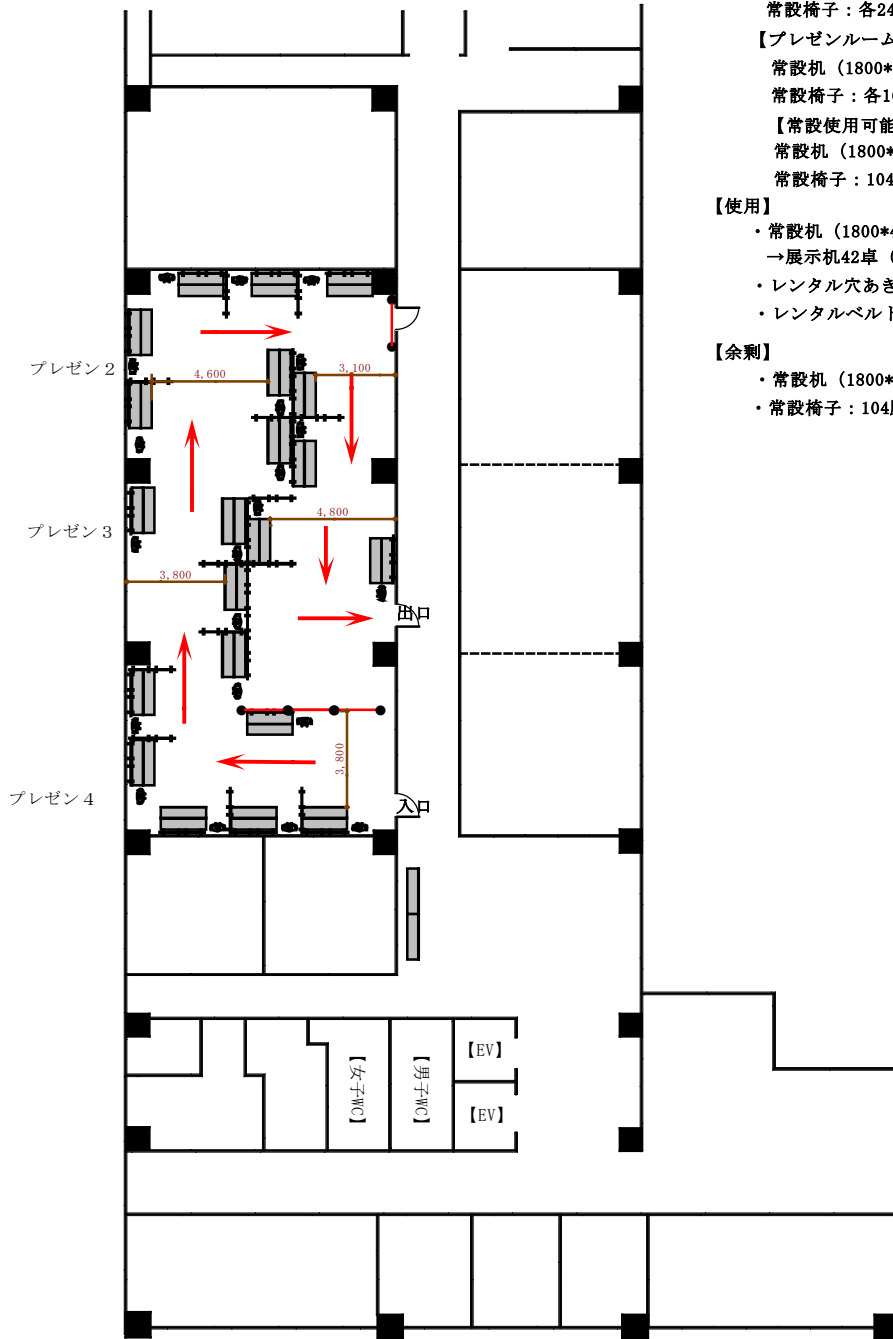 常設椅子：各24
【プレゼンルーム
常設机（1800*
常設椅子：各1
【常設使用可能
常設机（1800*
常設椅子：104
【使用】
・常設机（1800*4
→展示机42卓（
・レンタル穴あき
・レンタルベルト
【余剰】
・常設机（1800*
・常設椅子：104
プレゼン２
4,600
3,100
プレゼン３
4,800
3,800
出口
3,800
プレゼン４
入口
【女子WC】
【男子WC】
【EV】
【EV】